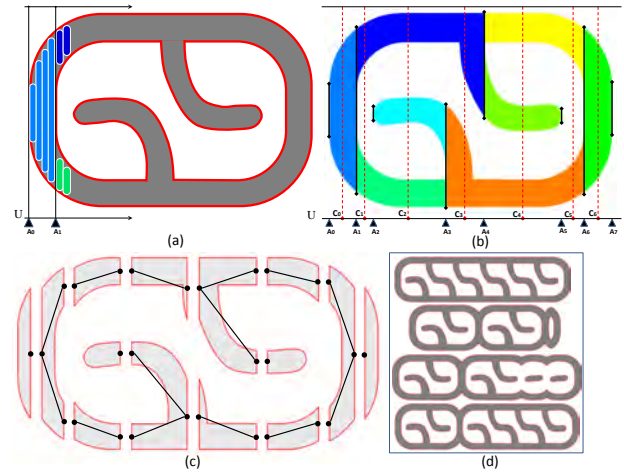 U
A₀ A₁
(a)
U
C₀ C₁ C₂ C₃ C₄ C₅ C₆
A₀ A₁ A₂ A₃ A₄ A₅ A₆ A₇
(b)
(c)
(d)